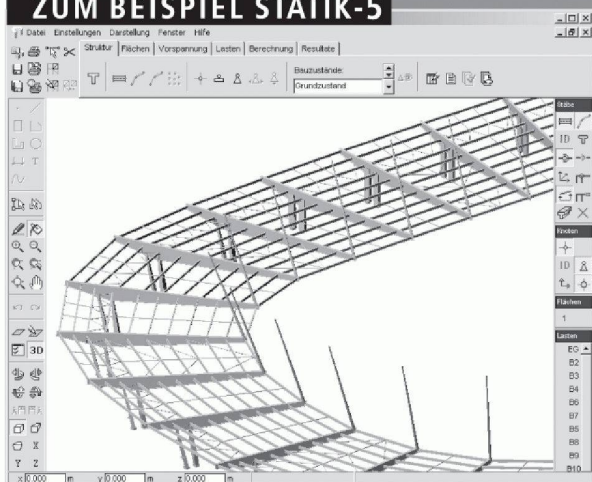 ZUM BEISPIEL STATIK-5
Datei Einstellungen Darstellung Fenster Hilfe
Struktur Flächen Vorspannung Lasten Berechnung Resultate
Bauzustände:
Grundzustand
Stäbe
1D
Knoten
1D
Flächen
1
Lasten
EG
B2
B3
B4
B6
B7
B5
B8
B9
B10
T
3D
X
Y Z
x 0.000 m y 0.000 m z 0.000 m